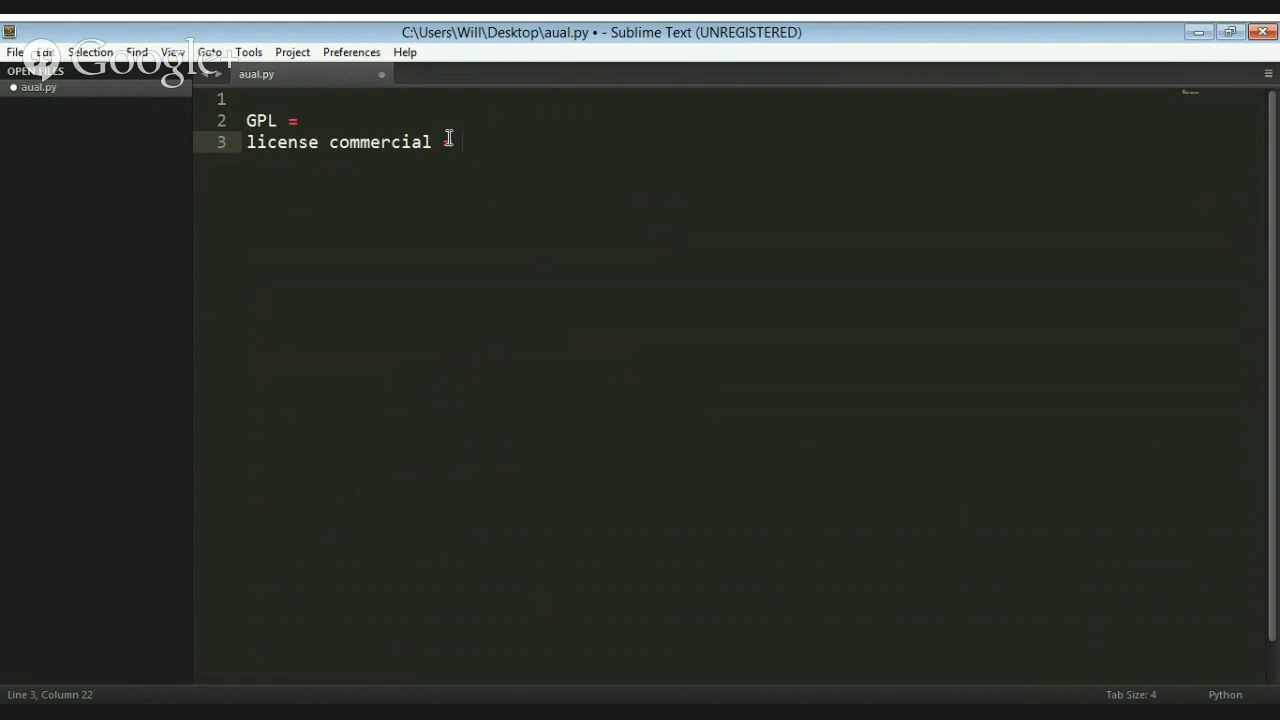 C:\Users\Will\Desktop\aual.py • - Sublime Text (UNREGISTERED)
File Edit Selection Find View Goto Tools Project Preferences Help
Google+
OPEN FILES
aual.py
aual.py
1
2 GPL =
3 license commercial =
Line 3, Column 22
Tab Size: 4
Python